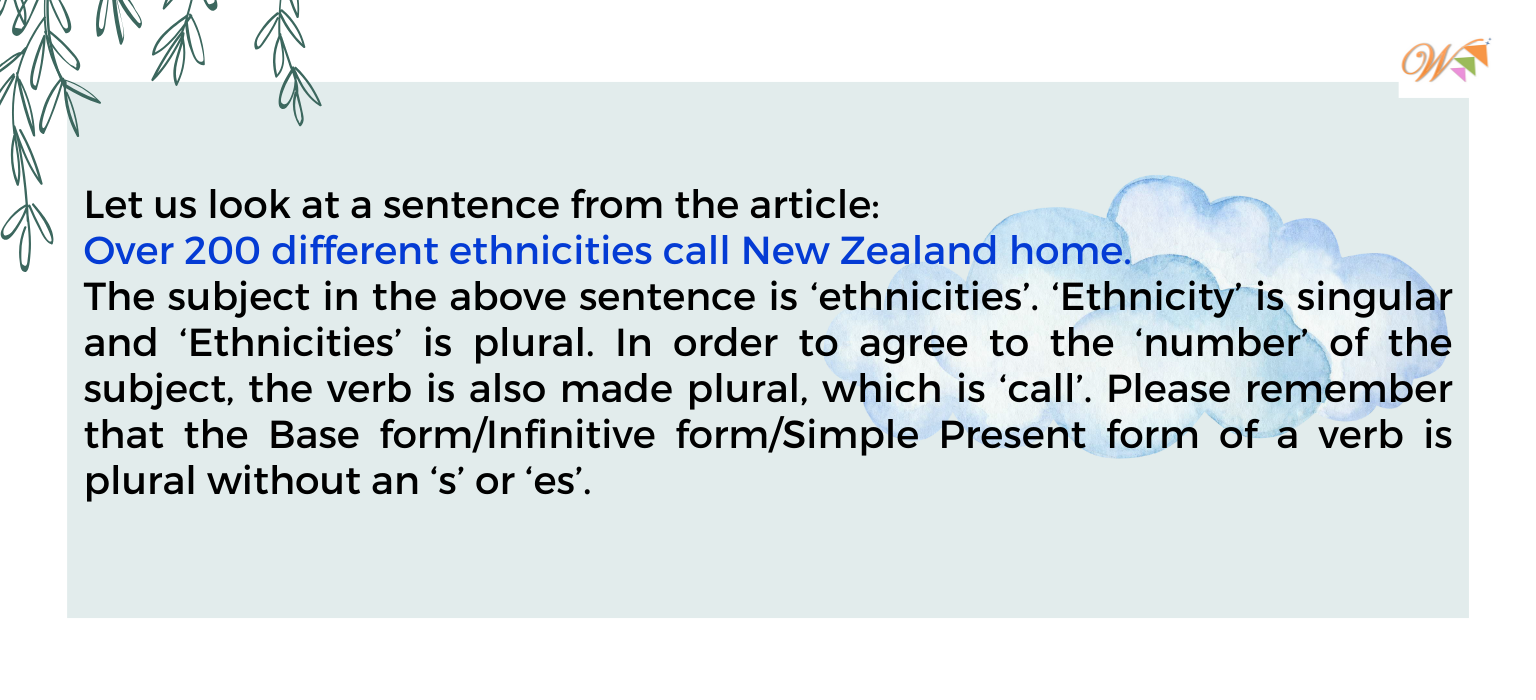 W
Let us look at a sentence from the article:
Over 200 different ethnicities call New Zealand home.
The subject in the above sentence is ‘ethnicities’. ‘Ethnicity’ is singular
and ‘Ethnicities’ is plural. In order to agree to the ‘number’ of the
subject, the verb is also made plural, which is ‘call’. Please remember
that the Base form/Infinitive form/Simple Present form of a verb is
plural without an ‘s’ or ‘es’.